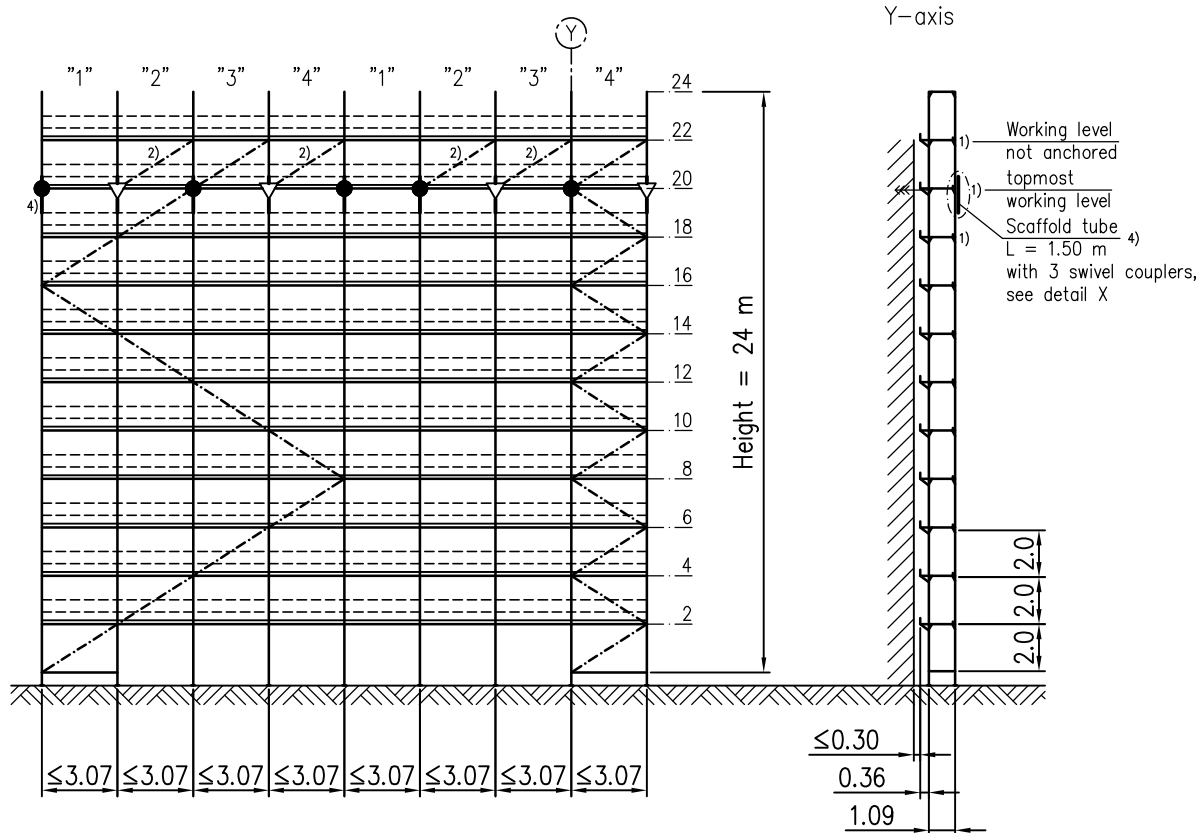 Y-axis
Y
"1" "2" "3" "4" "1" "2" "3" "4"
24
22
20
18
16
14
12
10
8
6
4
2
2) 2) 2) 2)
4)
Height = 24 m
1) Working level
not anchored
1) topmost
working level
1) Scaffold tube
L = 1.50 m 4)
with 3 swivel couplers,
see detail X
2.0
2.0
2.0
≤3.07 ≤3.07 ≤3.07 ≤3.07 ≤3.07 ≤3.07 ≤3.07 ≤3.07
≤0.30
0.36
1.09